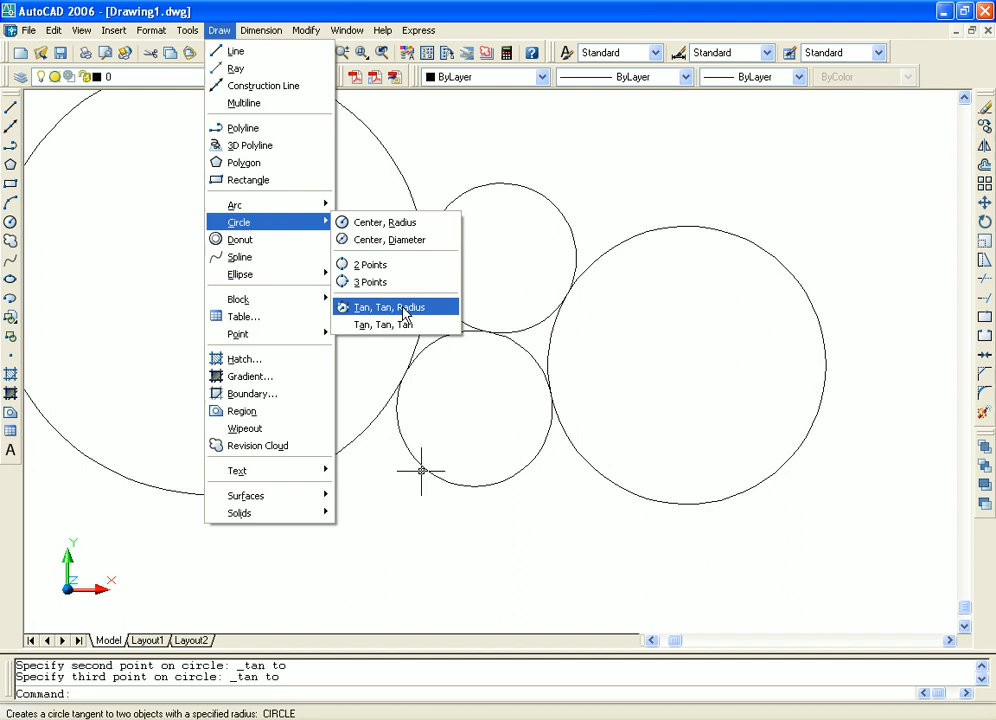 AutoCAD 2006 - [Drawing1.dwg]
File Edit View Insert Format Tools Draw Dimension Modify Window Help Express
Standard Standard Standard
0 ByLayer ByLayer ByLayer ByColor
Line
Ray
Construction Line
Multiline
Polyline
3D Polyline
Polygon
Rectangle
Arc
Circle
Donut
Spline
Ellipse
Block
Table...
Point
Hatch...
Gradient...
Boundary...
Region
Wipeout
Revision Cloud
Text
Surfaces
Solids
Center, Radius
Center, Diameter
2 Points
3 Points
Tan, Tan, Radius
Tan, Tan, Tan
A
Y
Z X
Model Layout1 Layout2
Specify second point on circle: _tan to
Specify third point on circle: _tan to
Command:
Creates a circle tangent to two objects with a specified radius: CIRCLE